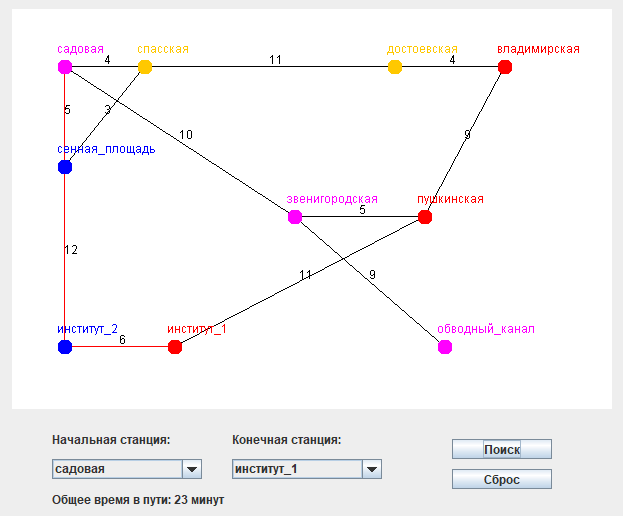 садовая
спасская
достоевская
владимирская
4
11
4
5
3
10
9
сенная_площадь
звенигородская
пушкинская
5
12
11
9
институт_2
институт_1
обводный_канал
6
Начальная станция:
Конечная станция:
садовая
институт_1
Поиск
Сброс
Общее время в пути: 23 минут